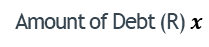 Amount of Debt (R) x